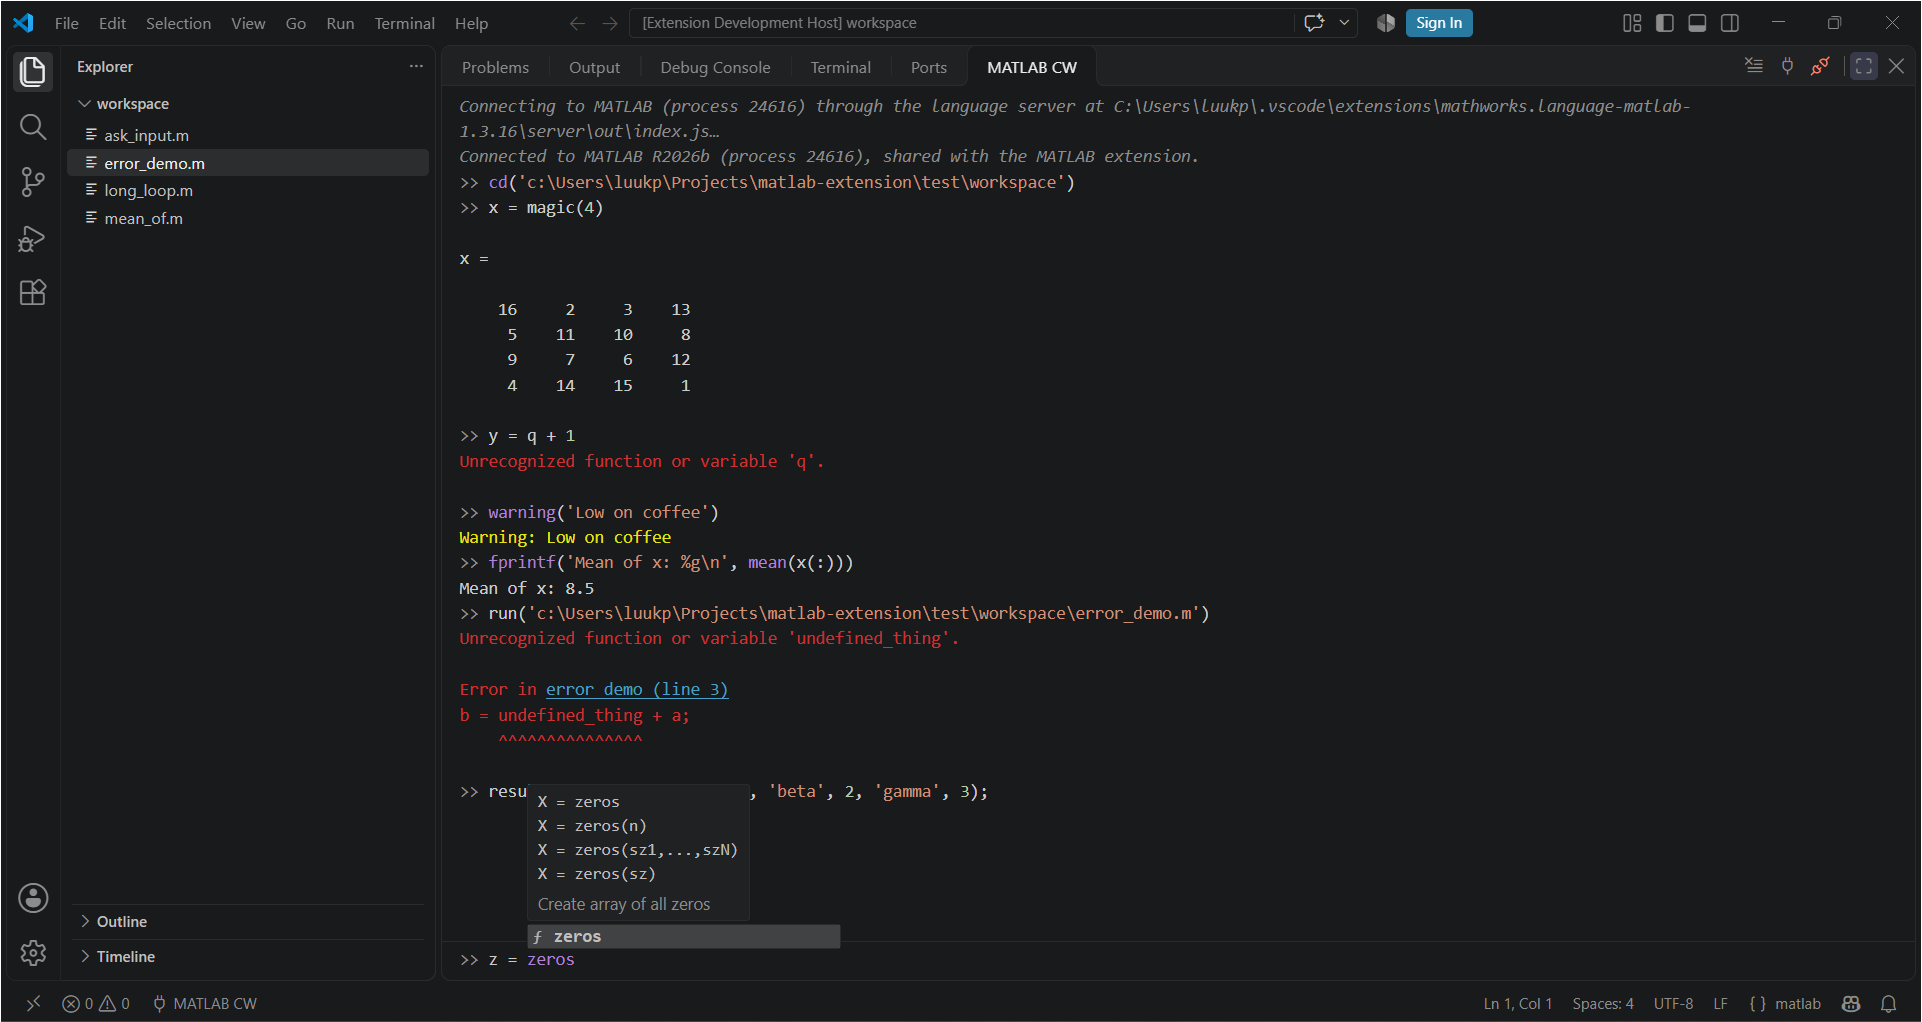 File Edit Selection View Go Run Terminal Help
[Extension Development Host] workspace
Sign In
Explorer
workspace
ask_input.m
error_demo.m
long_loop.m
mean_of.m
Outline
Timeline
Problems Output Debug Console Terminal Ports MATLAB CW
Connecting to MATLAB (process 24616) through the language server at C:\Users\luukp\.vscode\extensions\mathworks.language-matlab-
1.3.16\server\out\index.js…
Connected to MATLAB R2026b (process 24616), shared with the MATLAB extension.
>> cd('c:\Users\luukp\Projects\matlab-extension\test\workspace')
>> x = magic(4)
x =
16 2 3 13
5 11 10 8
9 7 6 12
4 14 15 1
>> y = q + 1
Unrecognized function or variable 'q'.
>> warning('Low on coffee')
Warning: Low on coffee
>> fprintf('Mean of x: %g\n', mean(x(:)))
Mean of x: 8.5
>> run('c:\Users\luukp\Projects\matlab-extension\test\workspace\error_demo.m')
Unrecognized function or variable 'undefined_thing'.
Error in error_demo (line 3)
b = undefined_thing + a;
^^^^^^^^^^^^^^^
>> resu , 'beta', 2, 'gamma', 3);
X = zeros
X = zeros(n)
X = zeros(sz1,...,szN)
X = zeros(sz)
Create array of all zeros
ƒ zeros
>> z = zeros
0 0 MATLAB CW
Ln 1, Col 1 Spaces: 4 UTF-8 LF { } matlab